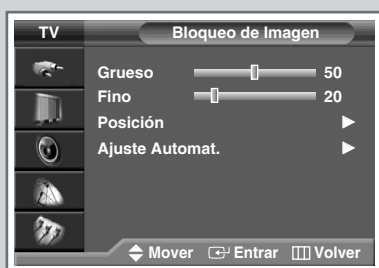 TV
Bloqueo de Imagen
Grueso 50
Fino 20
Posición
Ajuste Automat.
Mover Entrar Volver